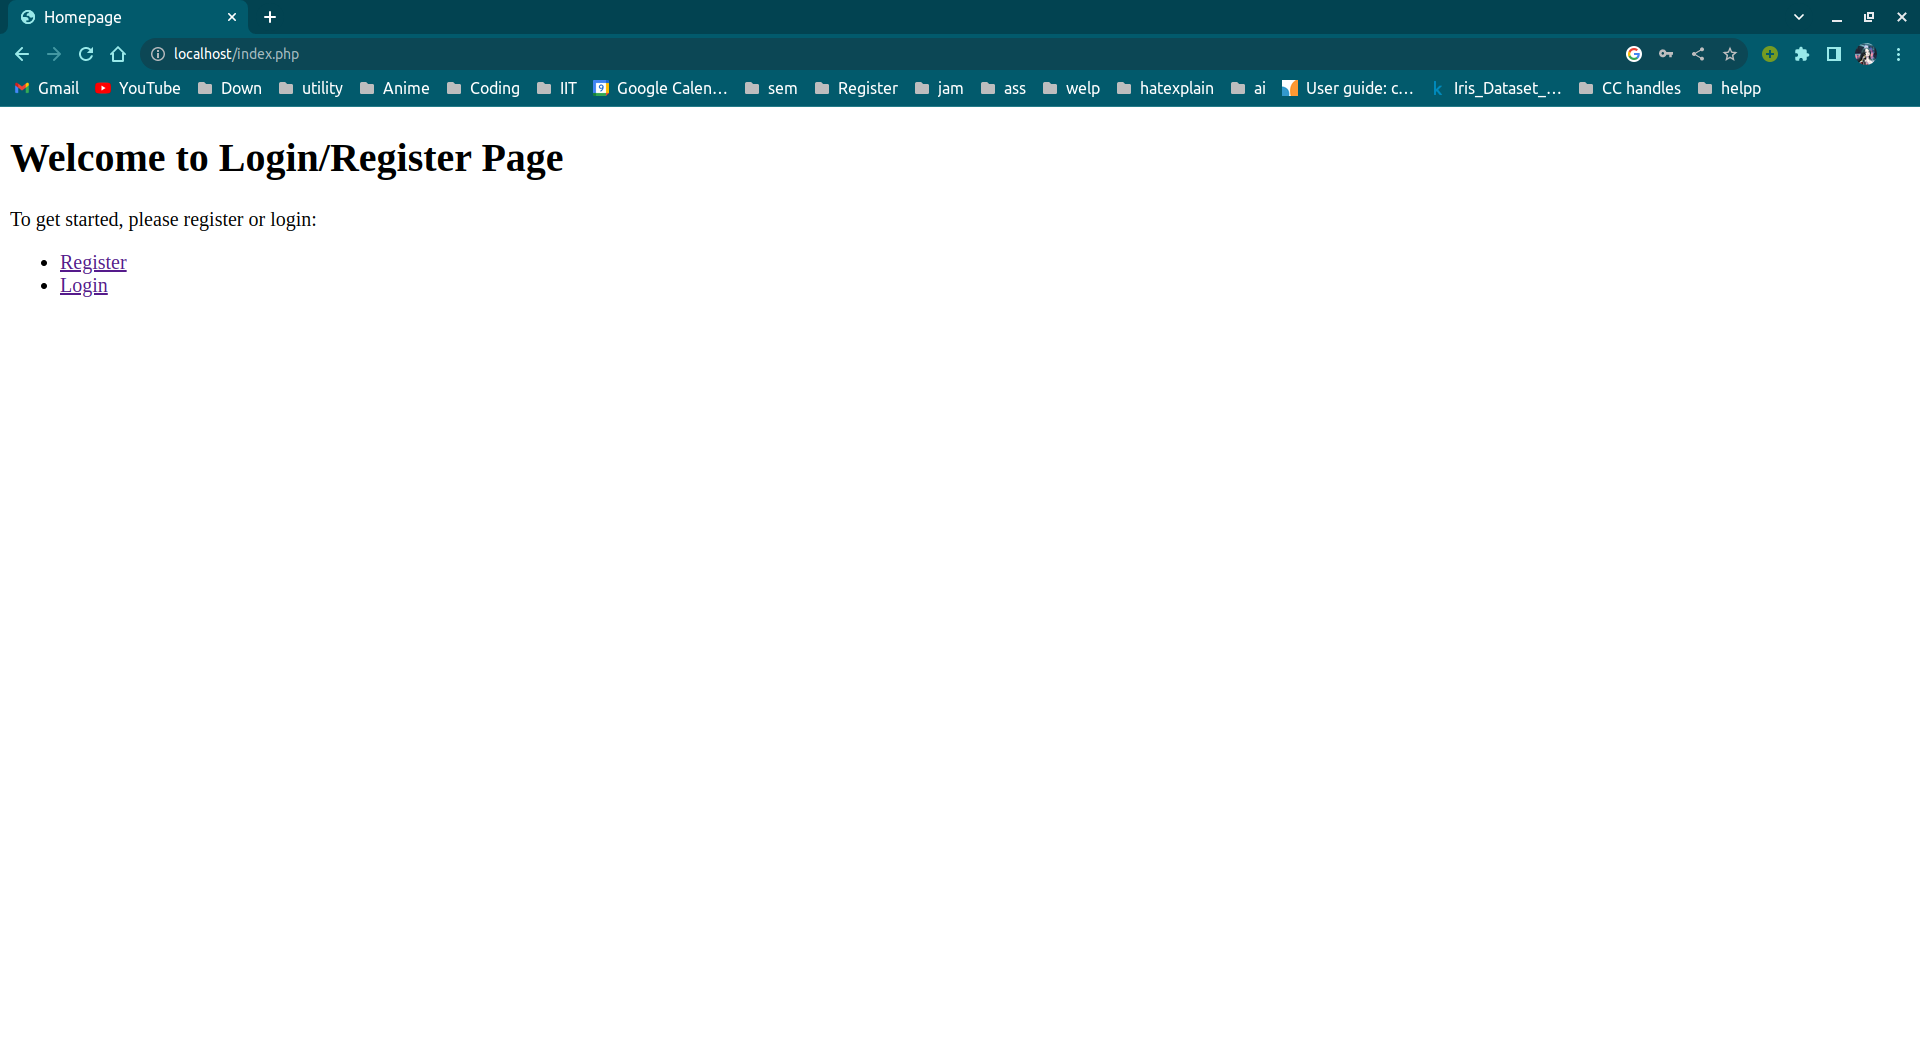 Homepage
localhost/index.php
Gmail YouTube Down utility Anime Coding IIT 9 Google Calen... sem Register jam ass welp hatexplain ai User guide: c... k Iris_Dataset_... CC handles helpp
Welcome to Login/Register Page
To get started, please register or login:
• Register
• Login